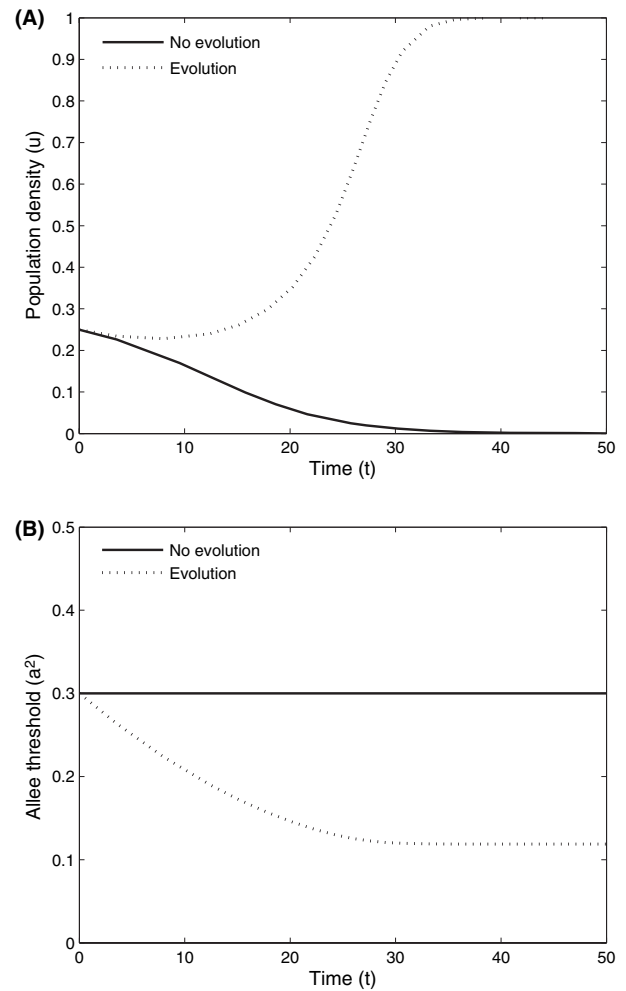 (A)
1
0.9
0.8
0.7
0.6
0.5
0.4
0.3
0.2
0.1
0
No evolution
Evolution
Population density (u)
0 10 20 30 40 50
Time (t)
(B)
0.5
0.4
0.3
0.2
0.1
0
No evolution
Evolution
Allee threshold (a²)
0 10 20 30 40 50
Time (t)